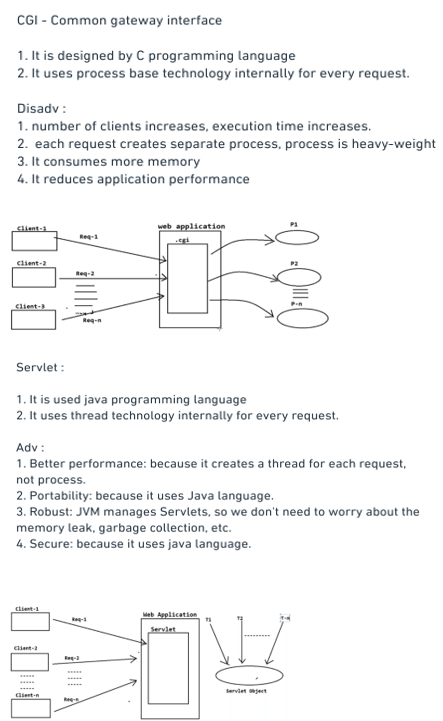 CGI - Common gateway interface
1. It is designed by C programming language
2. It uses process base technology internally for every request.
Disadv :
1. number of clients increases, execution time increases.
2. each request creates separate process, process is heavy-weight
3. It consumes more memory
4. It reduces application performance
Client-1
Req-1
web application
.cgi
P1
Client-2
Req-2
P2
Client-3
Req-n
P-n
Servlet :
1. It is used java programming language
2. It uses thread technology internally for every request.
Adv :
1. Better performance: because it creates a thread for each request,
not process.
2. Portability: because it uses Java language.
3. Robust: JVM manages Servlets, so we don't need to worry about the
memory leak, garbage collection, etc.
4. Secure: because it uses java language.
Client-1
Req-1
Web Application
Servlet
T1
T2
T-n
Client-2
Req-2
Client-n
Req-n
Servlet Object